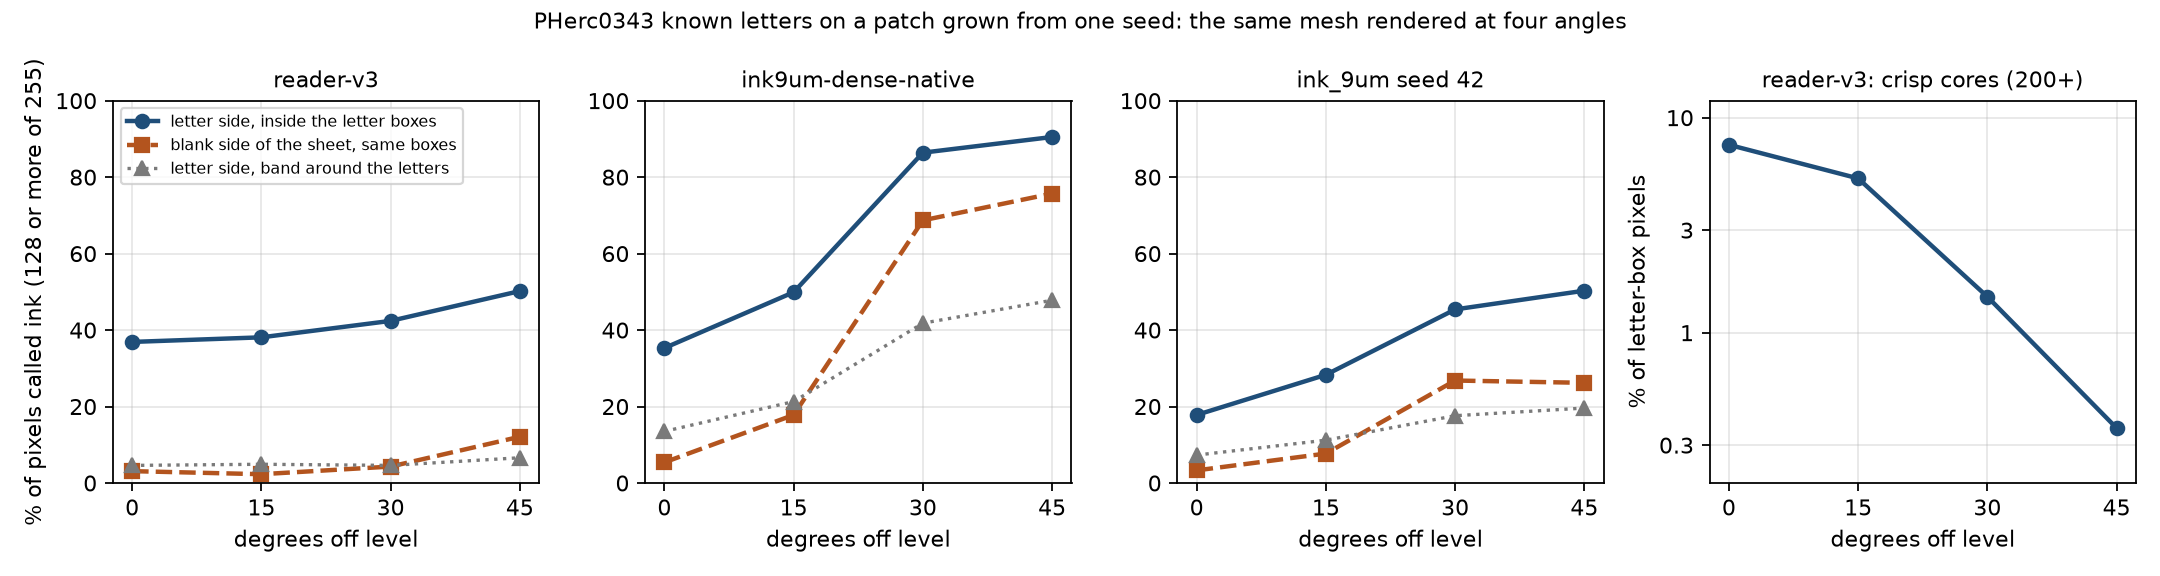 PHerc0343 known letters on a patch grown from one seed: the same mesh rendered at four angles
reader-v3
% of pixels called ink (128 or more of 255)
100
80
60
40
20
0
letter side, inside the letter boxes
blank side of the sheet, same boxes
letter side, band around the letters
0 15 30 45
degrees off level
ink9um-dense-native
100
80
60
40
20
0
0 15 30 45
degrees off level
ink_9um seed 42
100
80
60
40
20
0
0 15 30 45
degrees off level
reader-v3: crisp cores (200+)
% of letter-box pixels
10
3
1
0.3
0 15 30 45
degrees off level